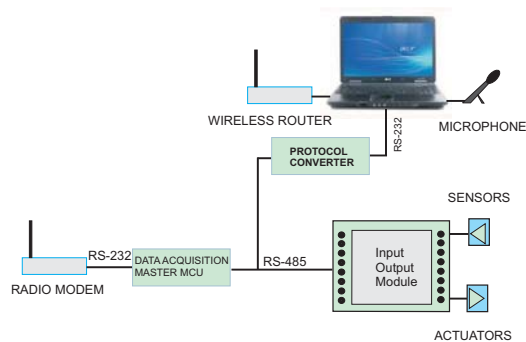 WIRELESS ROUTER
RS-232
MICROPHONE
PROTOCOL
CONVERTER
SENSORS
RS-232
DATA ACQUISITION
MASTER MCU
RS-485
Input
Output
Module
RADIO MODEM
ACTUATORS